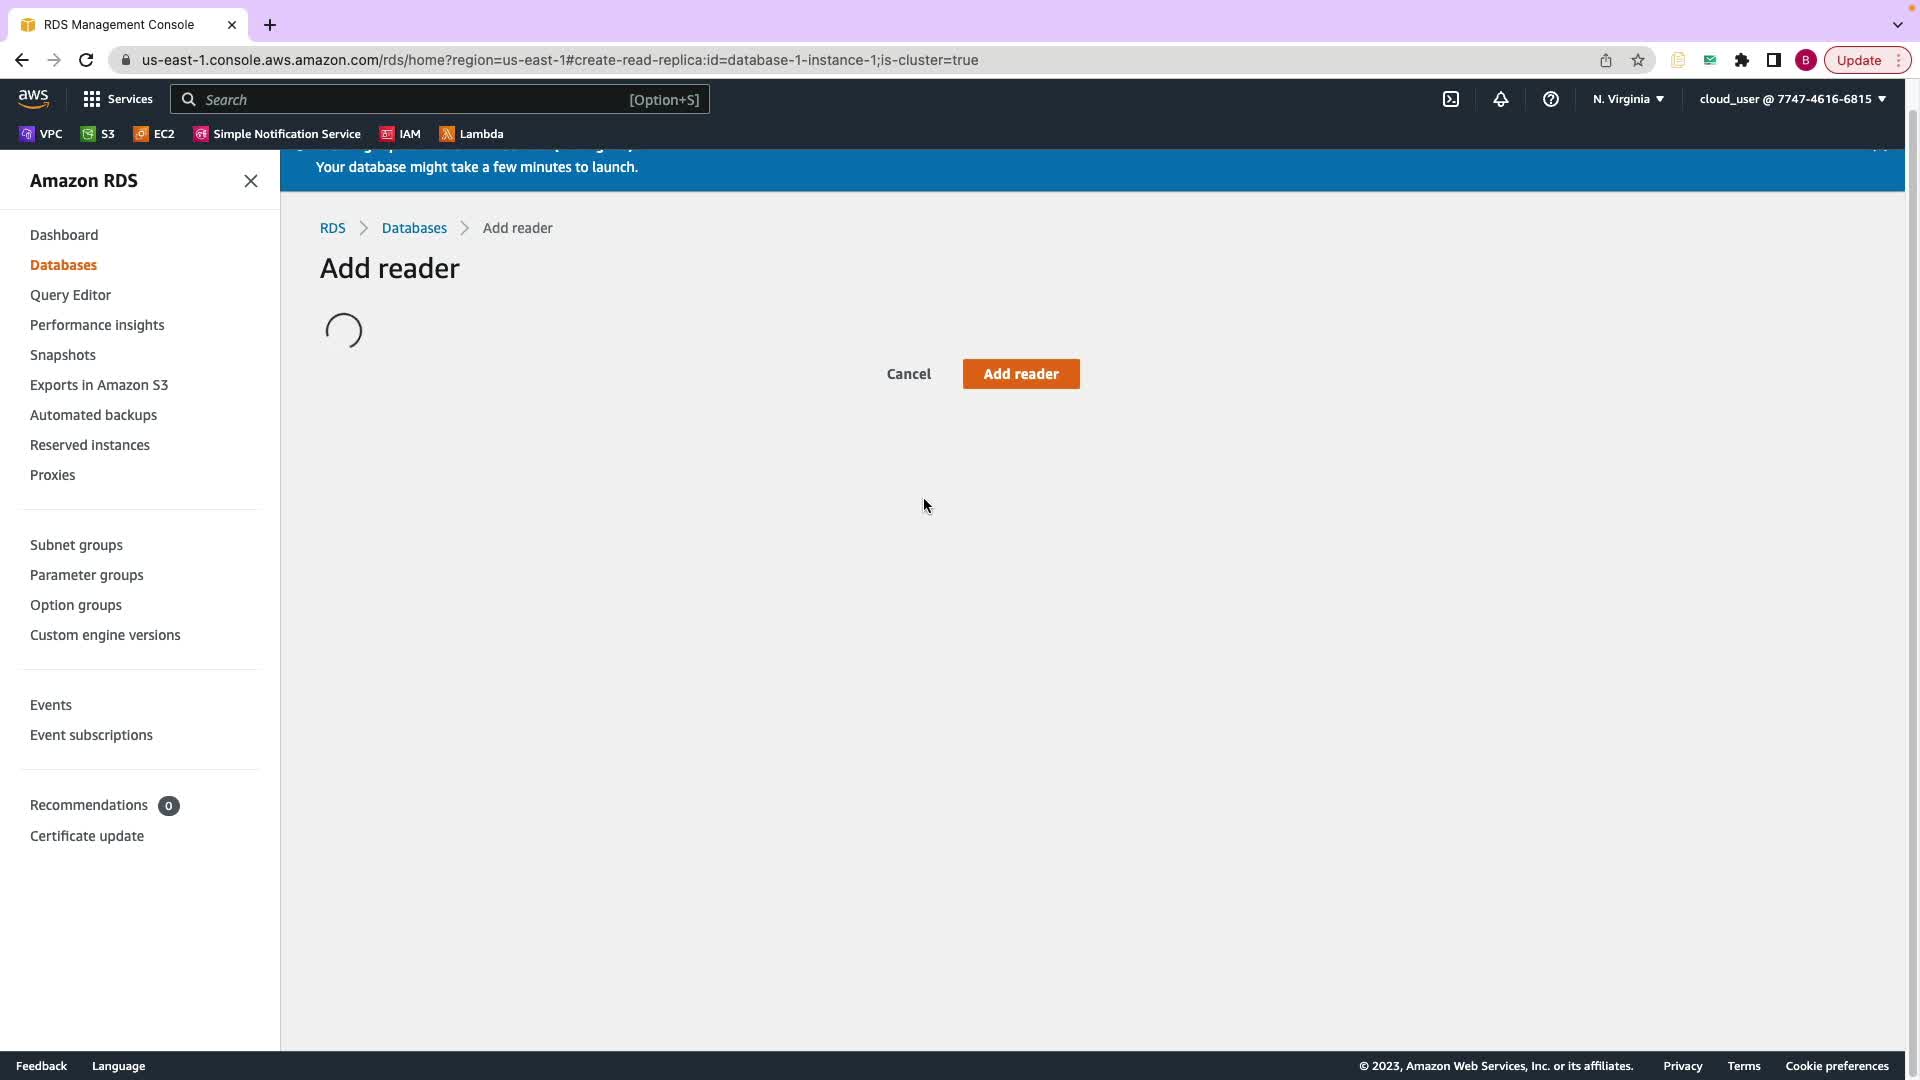 RDS Management Console
us-east-1.console.aws.amazon.com/rds/home?region=us-east-1#create-read-replica:id=database-1-instance-1;is-cluster=true
B
Update
aws
Services
Search
[Option+S]
N. Virginia
cloud_user @ 7747-4616-6815
VPC
S3
EC2
Simple Notification Service
IAM
Lambda
Amazon RDS
Dashboard
Databases
Query Editor
Performance insights
Snapshots
Exports in Amazon S3
Automated backups
Reserved instances
Proxies
Subnet groups
Parameter groups
Option groups
Custom engine versions
Events
Event subscriptions
Recommendations 0
Certificate update
Your database might take a few minutes to launch.
RDS > Databases > Add reader
Add reader
Cancel
Add reader
Feedback
Language
© 2023, Amazon Web Services, Inc. or its affiliates.
Privacy
Terms
Cookie preferences